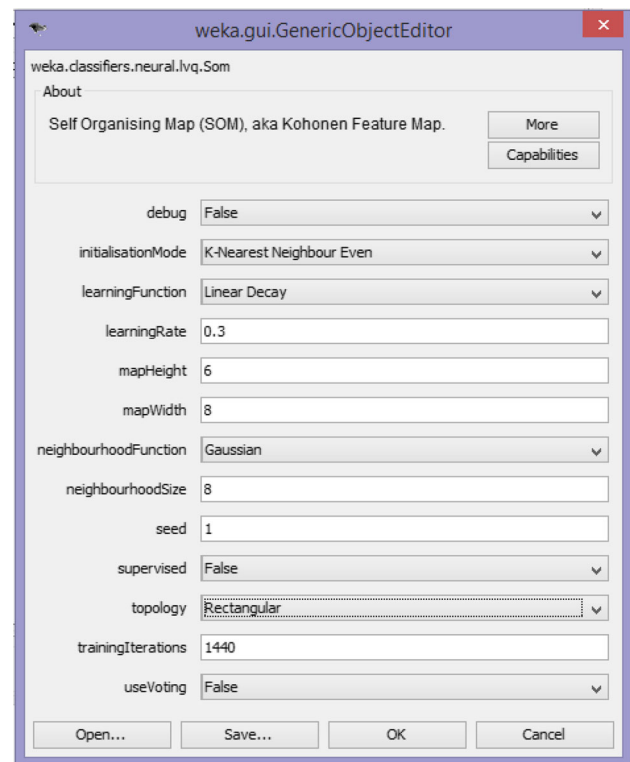 weka.gui.GenericObjectEditor
weka.classifiers.neural.lvq.Som
About
Self Organising Map (SOM), aka Kohonen Feature Map.
More
Capabilities
debug False
initialisationMode K-Nearest Neighbour Even
learningFunction Linear Decay
learningRate 0.3
mapHeight 6
mapWidth 8
neighbourhoodFunction Gaussian
neighbourhoodSize 8
seed 1
supervised False
topology Rectangular
trainingIterations 1440
useVoting False
Open... Save... OK Cancel